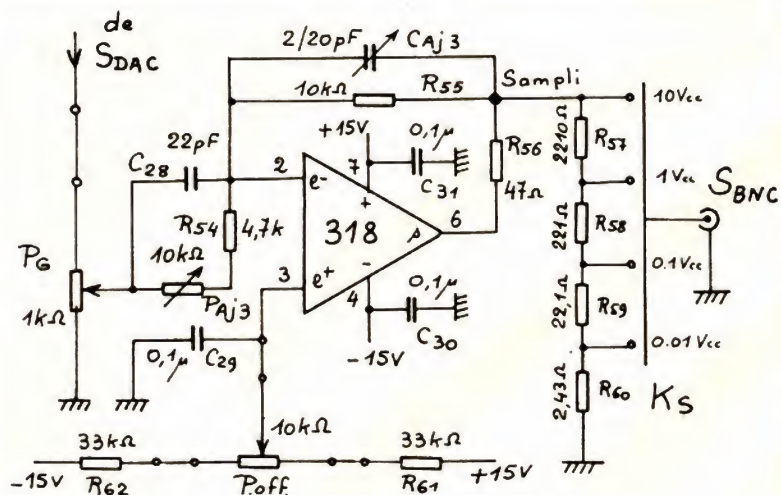 de
SDAC
2/20pF
CAj3
10kΩ
R55
Sampli
22pF
C28
+15V
0,1µ
C31
R56
47Ω
2210Ω
R57
10Vcc
1Vcc
SBNC
2
e-
7
+
318
s
6
R54
4,7k
221Ω
R58
0.1Vcc
PG
1kΩ
10kΩ
PAj3
3
e+
-
4
0,1µ
C30
-15V
22,1Ω
R59
0.01Vcc
0,1µ
C29
2,43Ω
R60
KS
10kΩ
33kΩ
33kΩ
-15V
R62
Poff.
R61
+15V